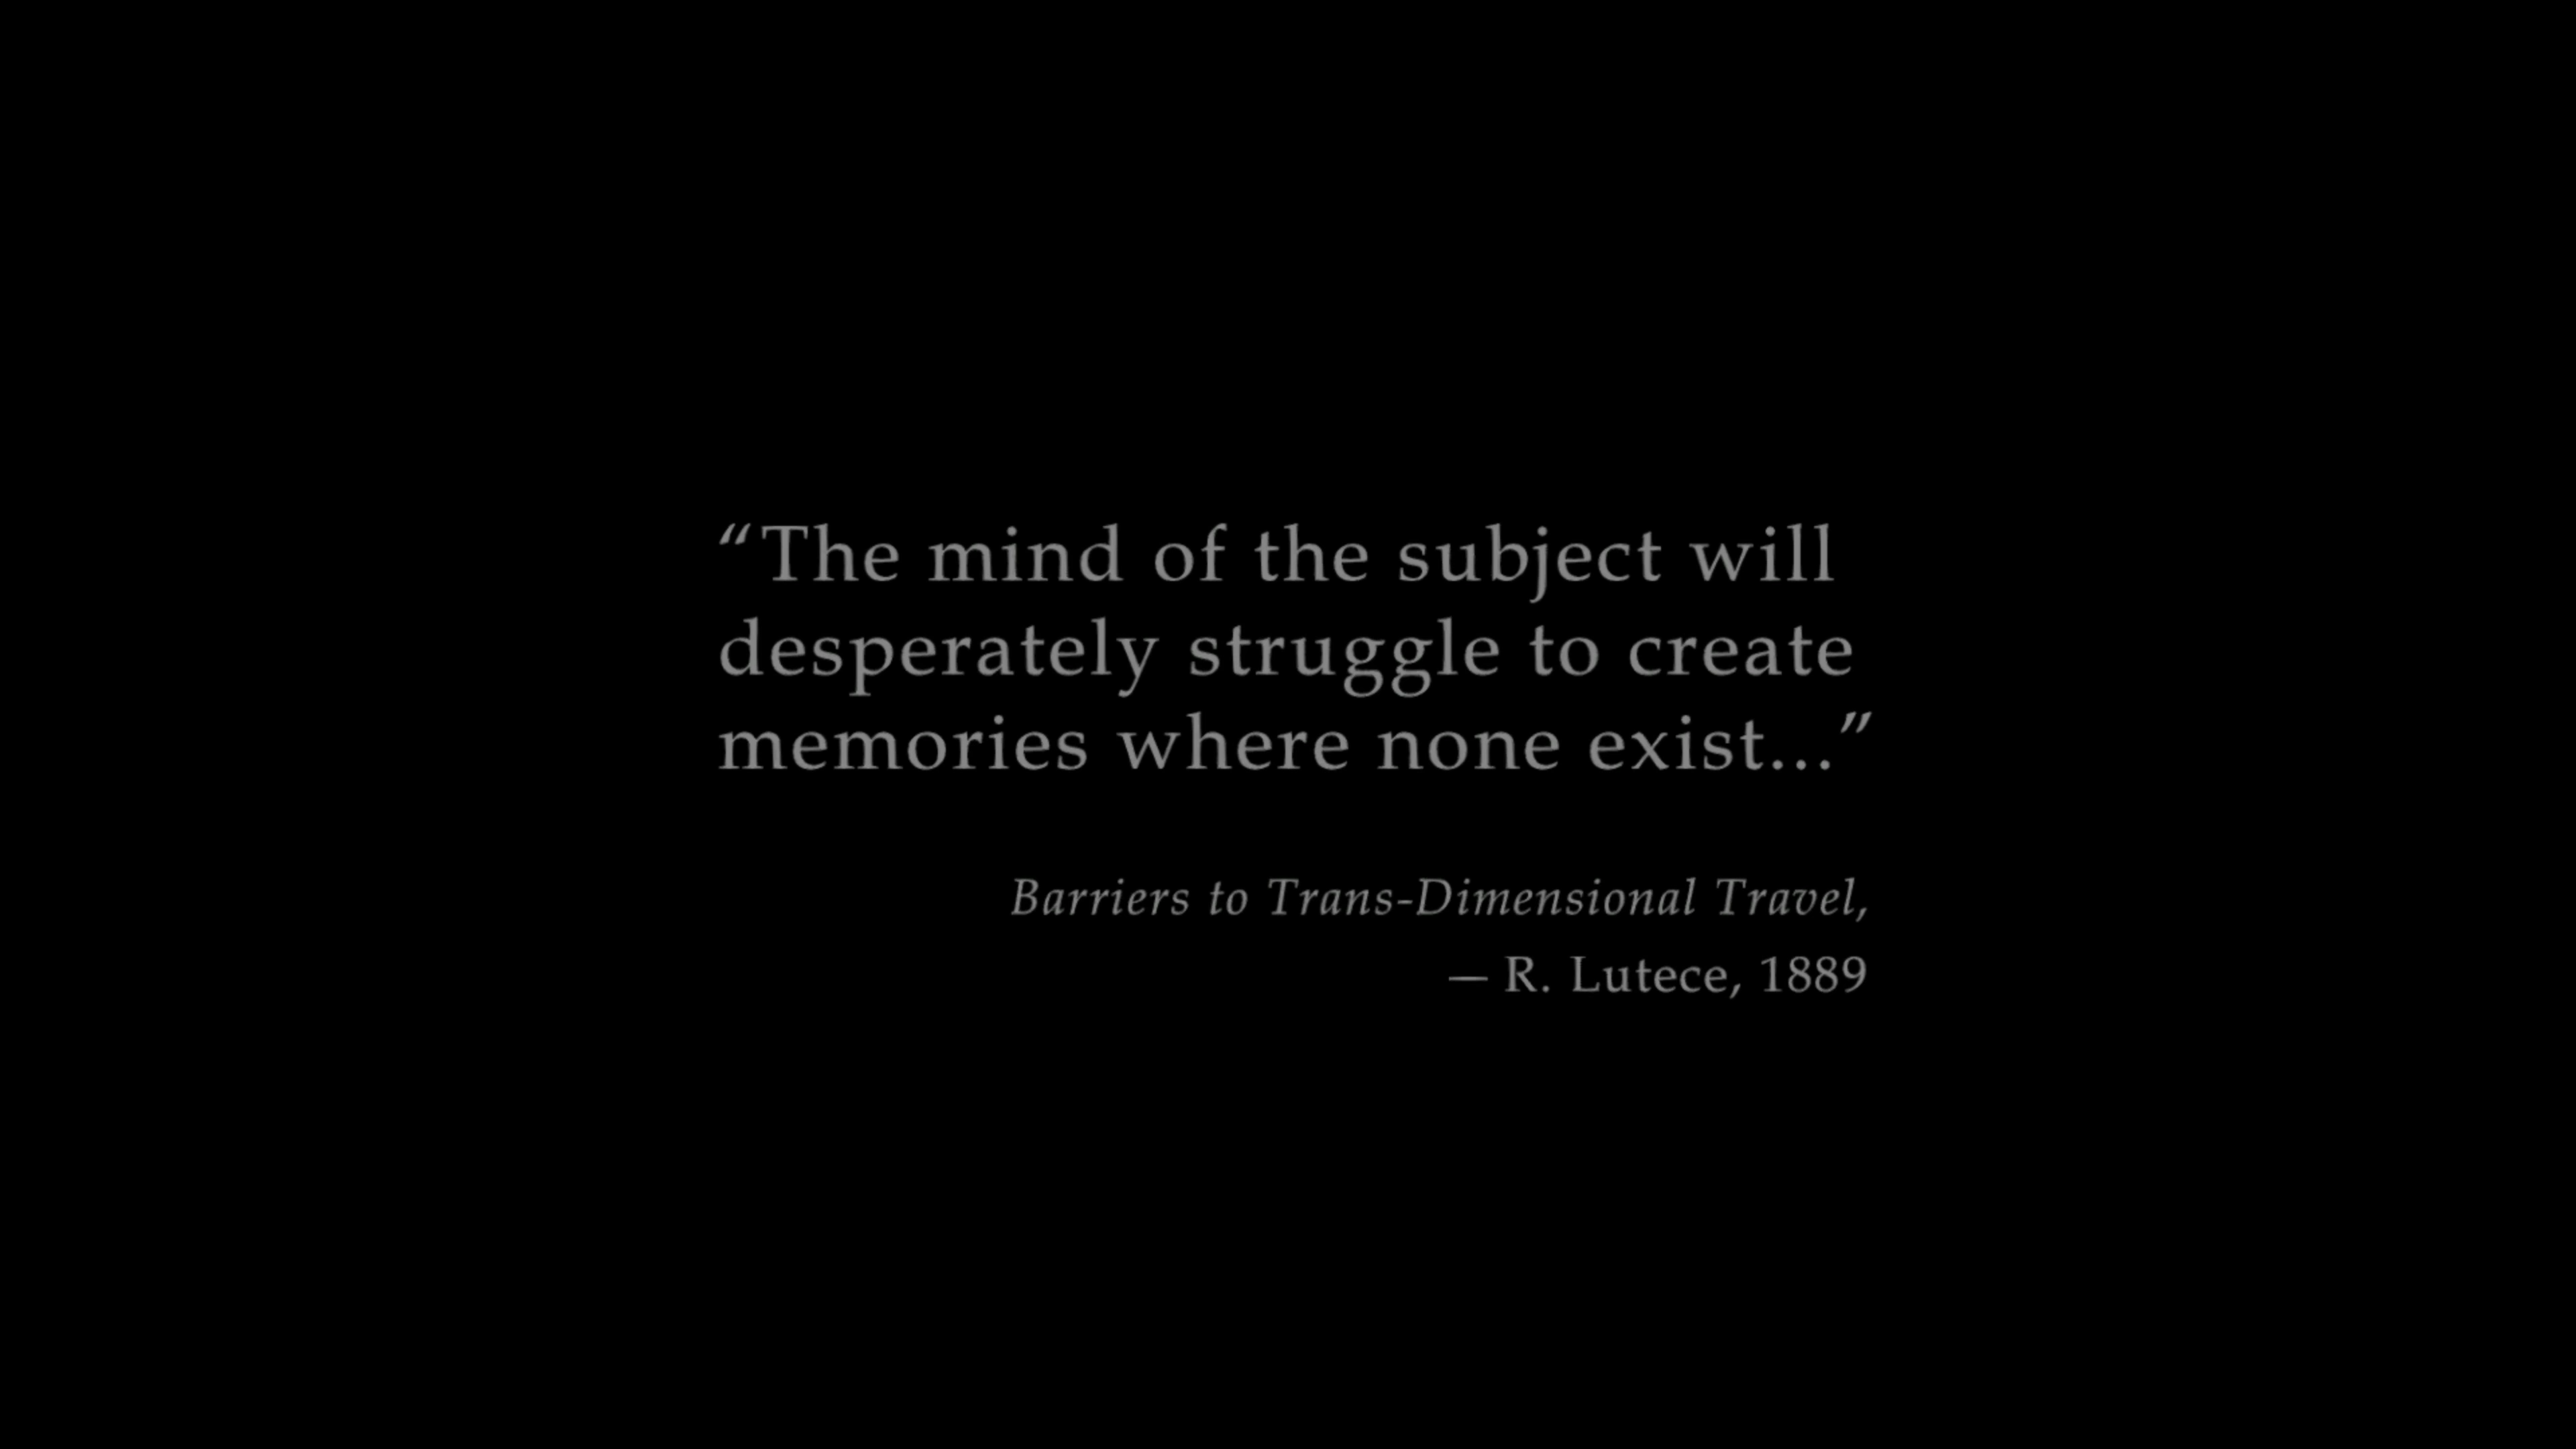 “The mind of the subject will
desperately struggle to create
memories where none exist...”
Barriers to Trans-Dimensional Travel,
— R. Lutece, 1889